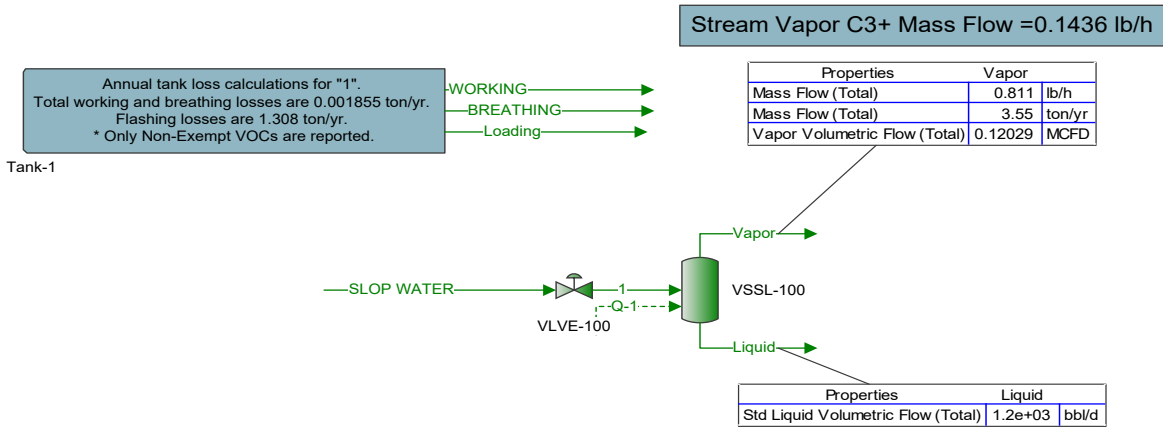 Stream Vapor C3+ Mass Flow =0.1436 lb/h
Annual tank loss calculations for "1".
Total working and breathing losses are 0.001855 ton/yr.
Flashing losses are 1.308 ton/yr.
* Only Non-Exempt VOCs are reported.
Tank-1
WORKING
BREATHING
Loading
Properties Vapor
Mass Flow (Total) 0.811 lb/h
Mass Flow (Total) 3.55 ton/yr
Vapor Volumetric Flow (Total) 0.12029 MCFD
Vapor
SLOP WATER
1
Q-1
VLVE-100
VSSL-100
Liquid
Properties Liquid
Std Liquid Volumetric Flow (Total) 1.2e+03 bbl/d